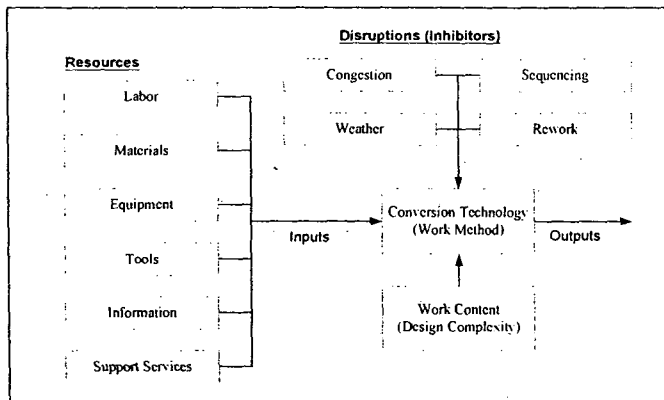 Disruptions (Inhibitors)
Resources
Congestion
Sequencing
Labor
Weather
Rework
Materials
Equipment
Conversion Technology
(Work Method)
Inputs
Outputs
Tools
Information
Work Content
(Design Complexity)
Support Services